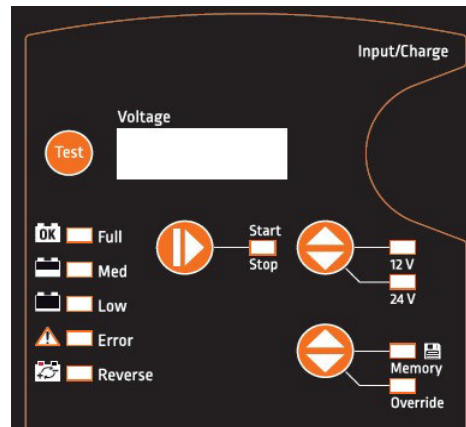 Input/Charge
Voltage
Test
OK Full
Start
Stop
12 V
24 V
Med
Low
Error
Reverse
Memory
Override